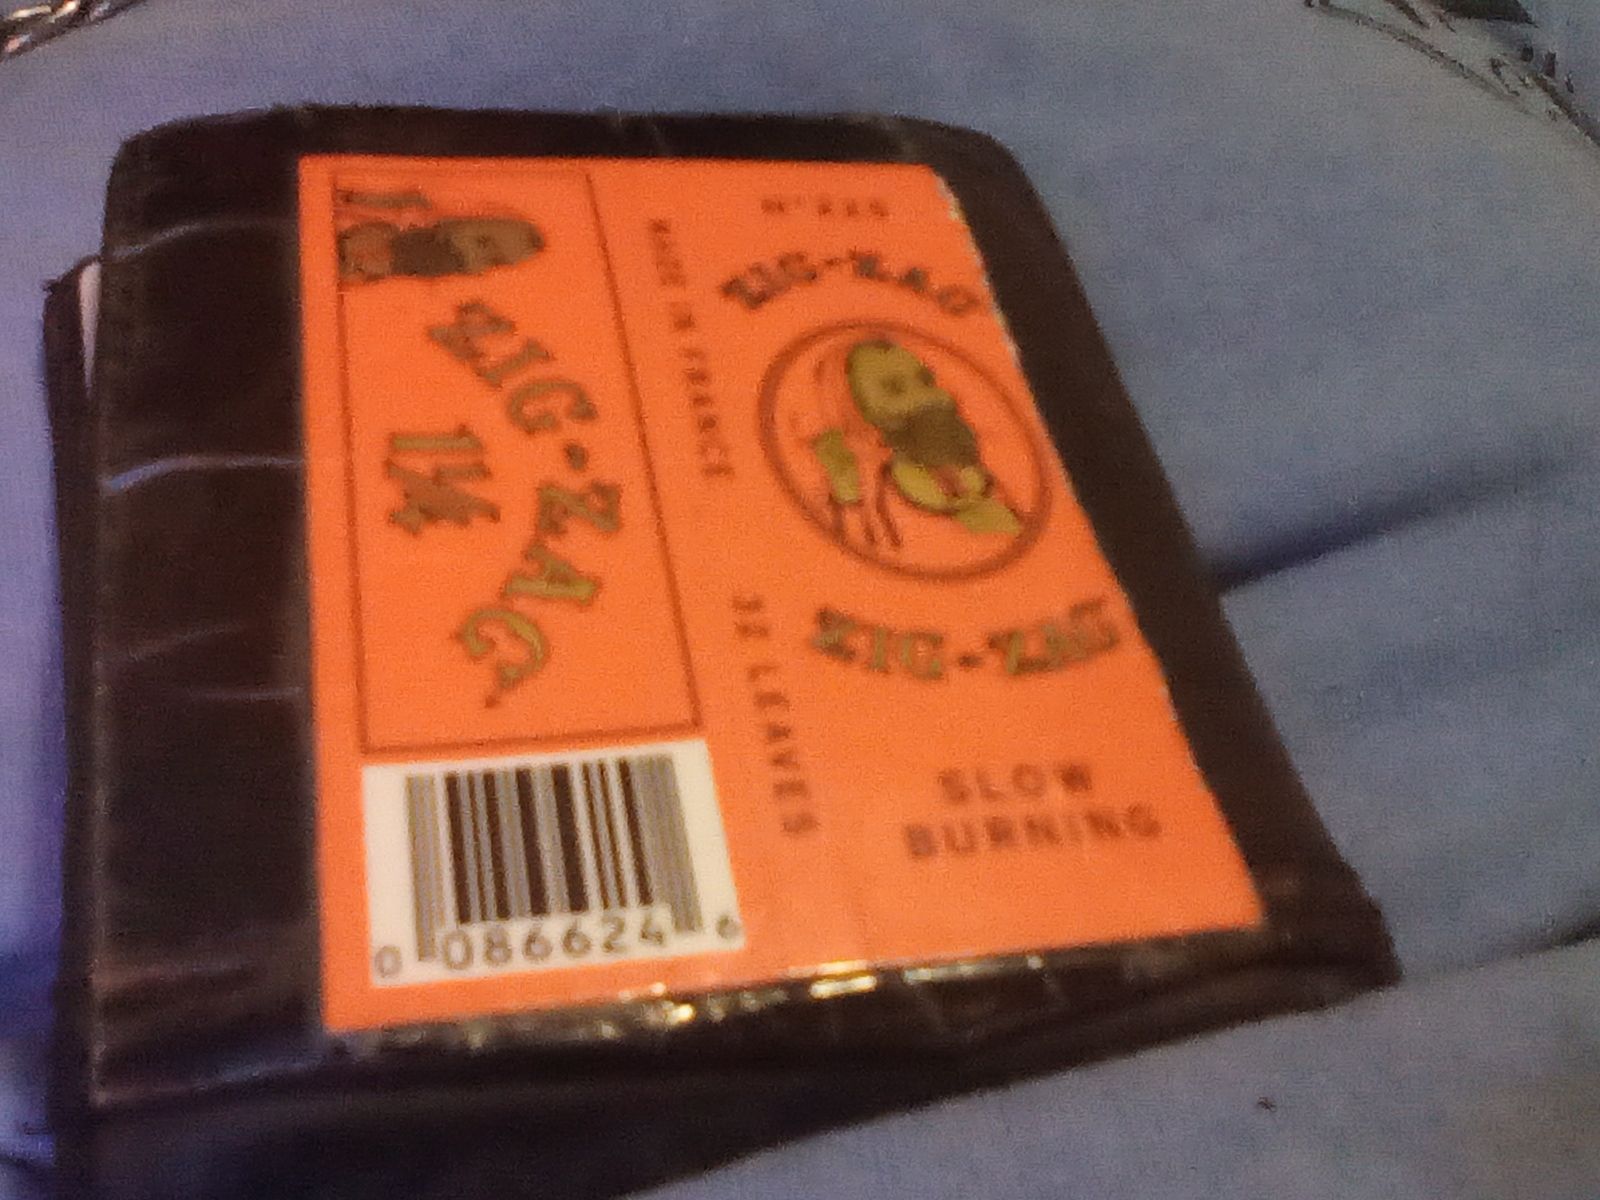 ZIG-ZAG
1¼
MADE IN FRANCE
32 LEAVES
ZIG-ZAG
ZIG-ZAG
SLOW
BURNING
0 086624 6